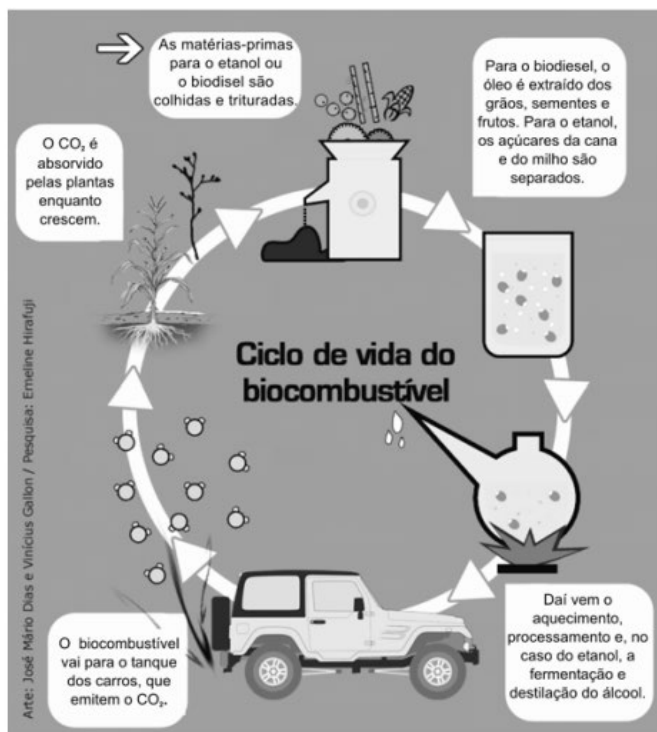 As matérias-primas
para o etanol ou
o biodisel são
colhidas e trituradas.
Para o biodiesel, o
óleo é extraído dos
grãos, sementes e
frutos. Para o etanol,
os açúcares da cana
e do milho são
separados.
O CO₂ é
absorvido
pelas plantas
enquanto
crescem.
Ciclo de vida do
biocombustível
Daí vem o
aquecimento,
processamento e, no
caso do etanol, a
fermentação e
destilação do álcool.
O biocombustível
vai para o tanque
dos carros, que
emitem o CO₂.
Arte: José Mário Dias e Vinícius Gallon / Pesquisa: Emeline Hirafuji